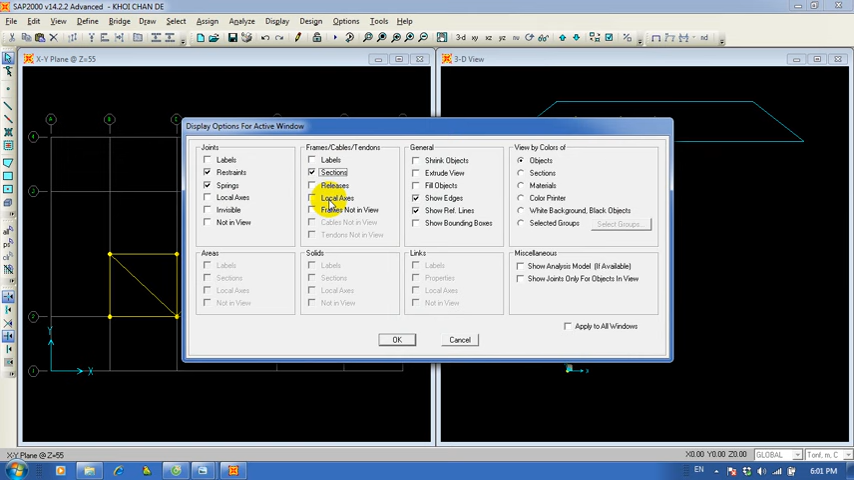 SAP2000 v14.2.2 Advanced - KHOI CHAN DE
File Edit View Define Bridge Draw Select Assign Analyze Display Design Options Tools Help
3-d xy xz yz nv
X-Y Plane @ Z=55
3-D View
Display Options For Active Window
Joints
Labels
Restraints
Springs
Local Axes
Invisible
Not in View
Frames/Cables/Tendons
Labels
Sections
Releases
Local Axes
Frames Not in View
Cables Not in View
Tendons Not in View
General
Shrink Objects
Extrude View
Fill Objects
Show Edges
Show Ref. Lines
Show Bounding Boxes
View by Colors of
Objects
Sections
Materials
Color Printer
White Background, Black Objects
Selected Groups
Select Groups...
Areas
Labels
Sections
Local Axes
Not in View
Solids
Labels
Sections
Local Axes
Not in View
Links
Labels
Properties
Local Axes
Not in View
Miscellaneous
Show Analysis Model (If Available)
Show Joints Only For Objects In View
Apply to All Windows
OK
Cancel
Y
X
all
X-Y Plane @ Z=55
X0.00 Y0.00 Z0.00
GLOBAL
Tonf, m, C
EN
6:01 PM